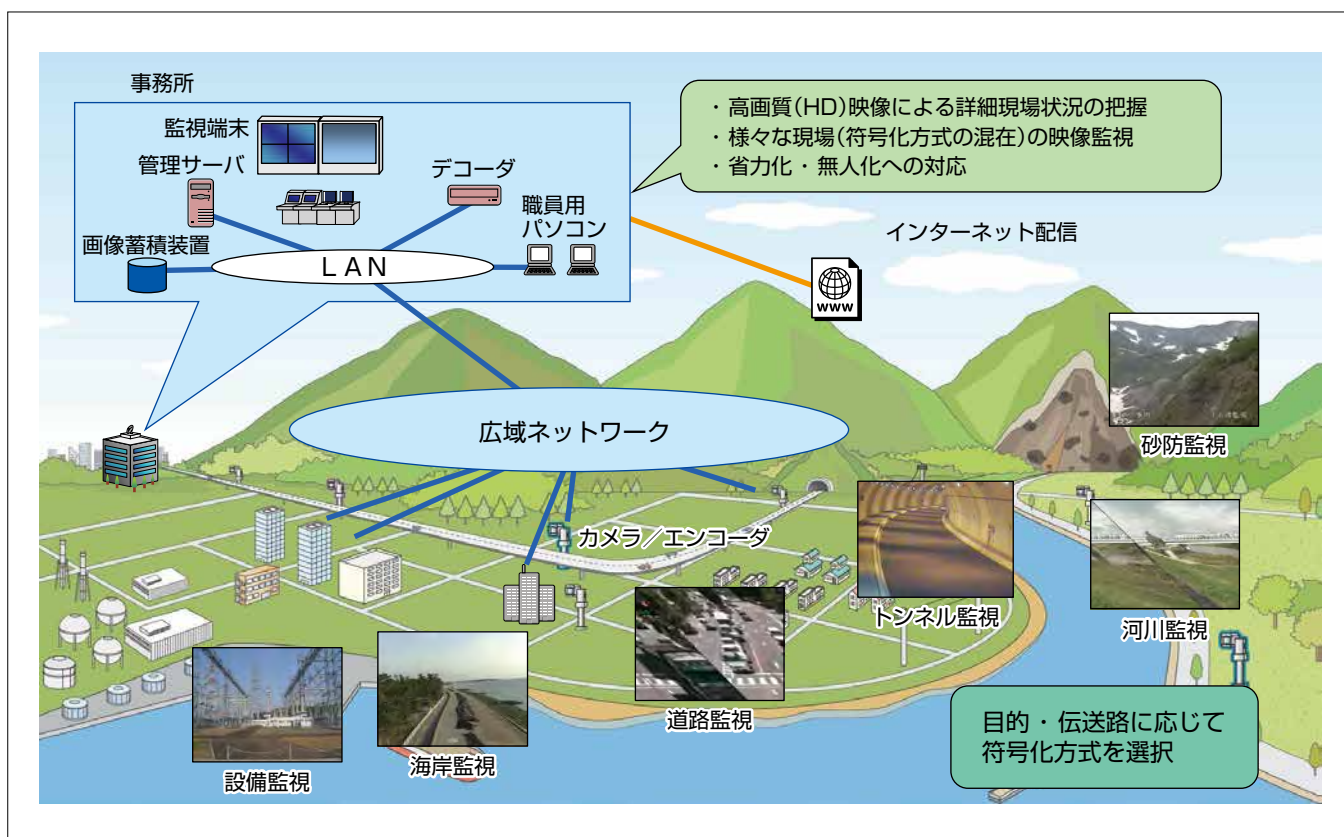 事務所
監視端末
管理サーバ
デコーダ
職員用
パソコン
画像蓄積装置
LAN
・高画質(HD)映像による詳細現場状況の把握
・様々な現場(符号化方式の混在)の映像監視
・省力化・無人化への対応
インターネット配信
WWW
広域ネットワーク
砂防監視
カメラ／エンコーダ
トンネル監視
河川監視
道路監視
海岸監視
設備監視
目的・伝送路に応じて
符号化方式を選択